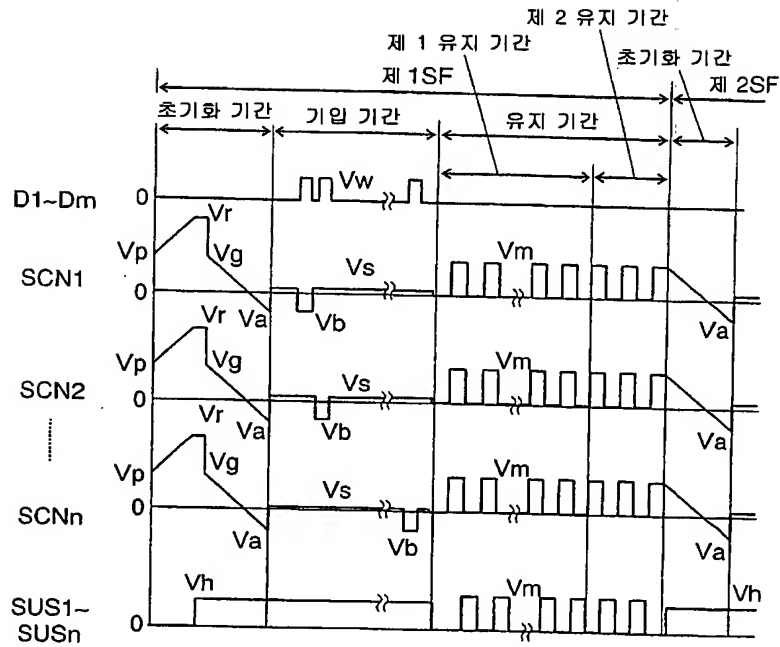 제 2 유지 기간
제 1 유지 기간
초기화 기간
제 1SF
제 2SF
초기화 기간
기입 기간
유지 기간
D1~Dm
0
Vw
Vr
Vp
Vg
SCN1
0
Vs
Vm
Va
Vb
Va
Vr
Vp
Vg
SCN2
0
Vs
Vm
Va
Vb
Va
Vr
Vp
Vg
SCNn
0
Vs
Vm
Va
Vb
Va
Vh
Vm
Vh
SUS1~
SUSn
0